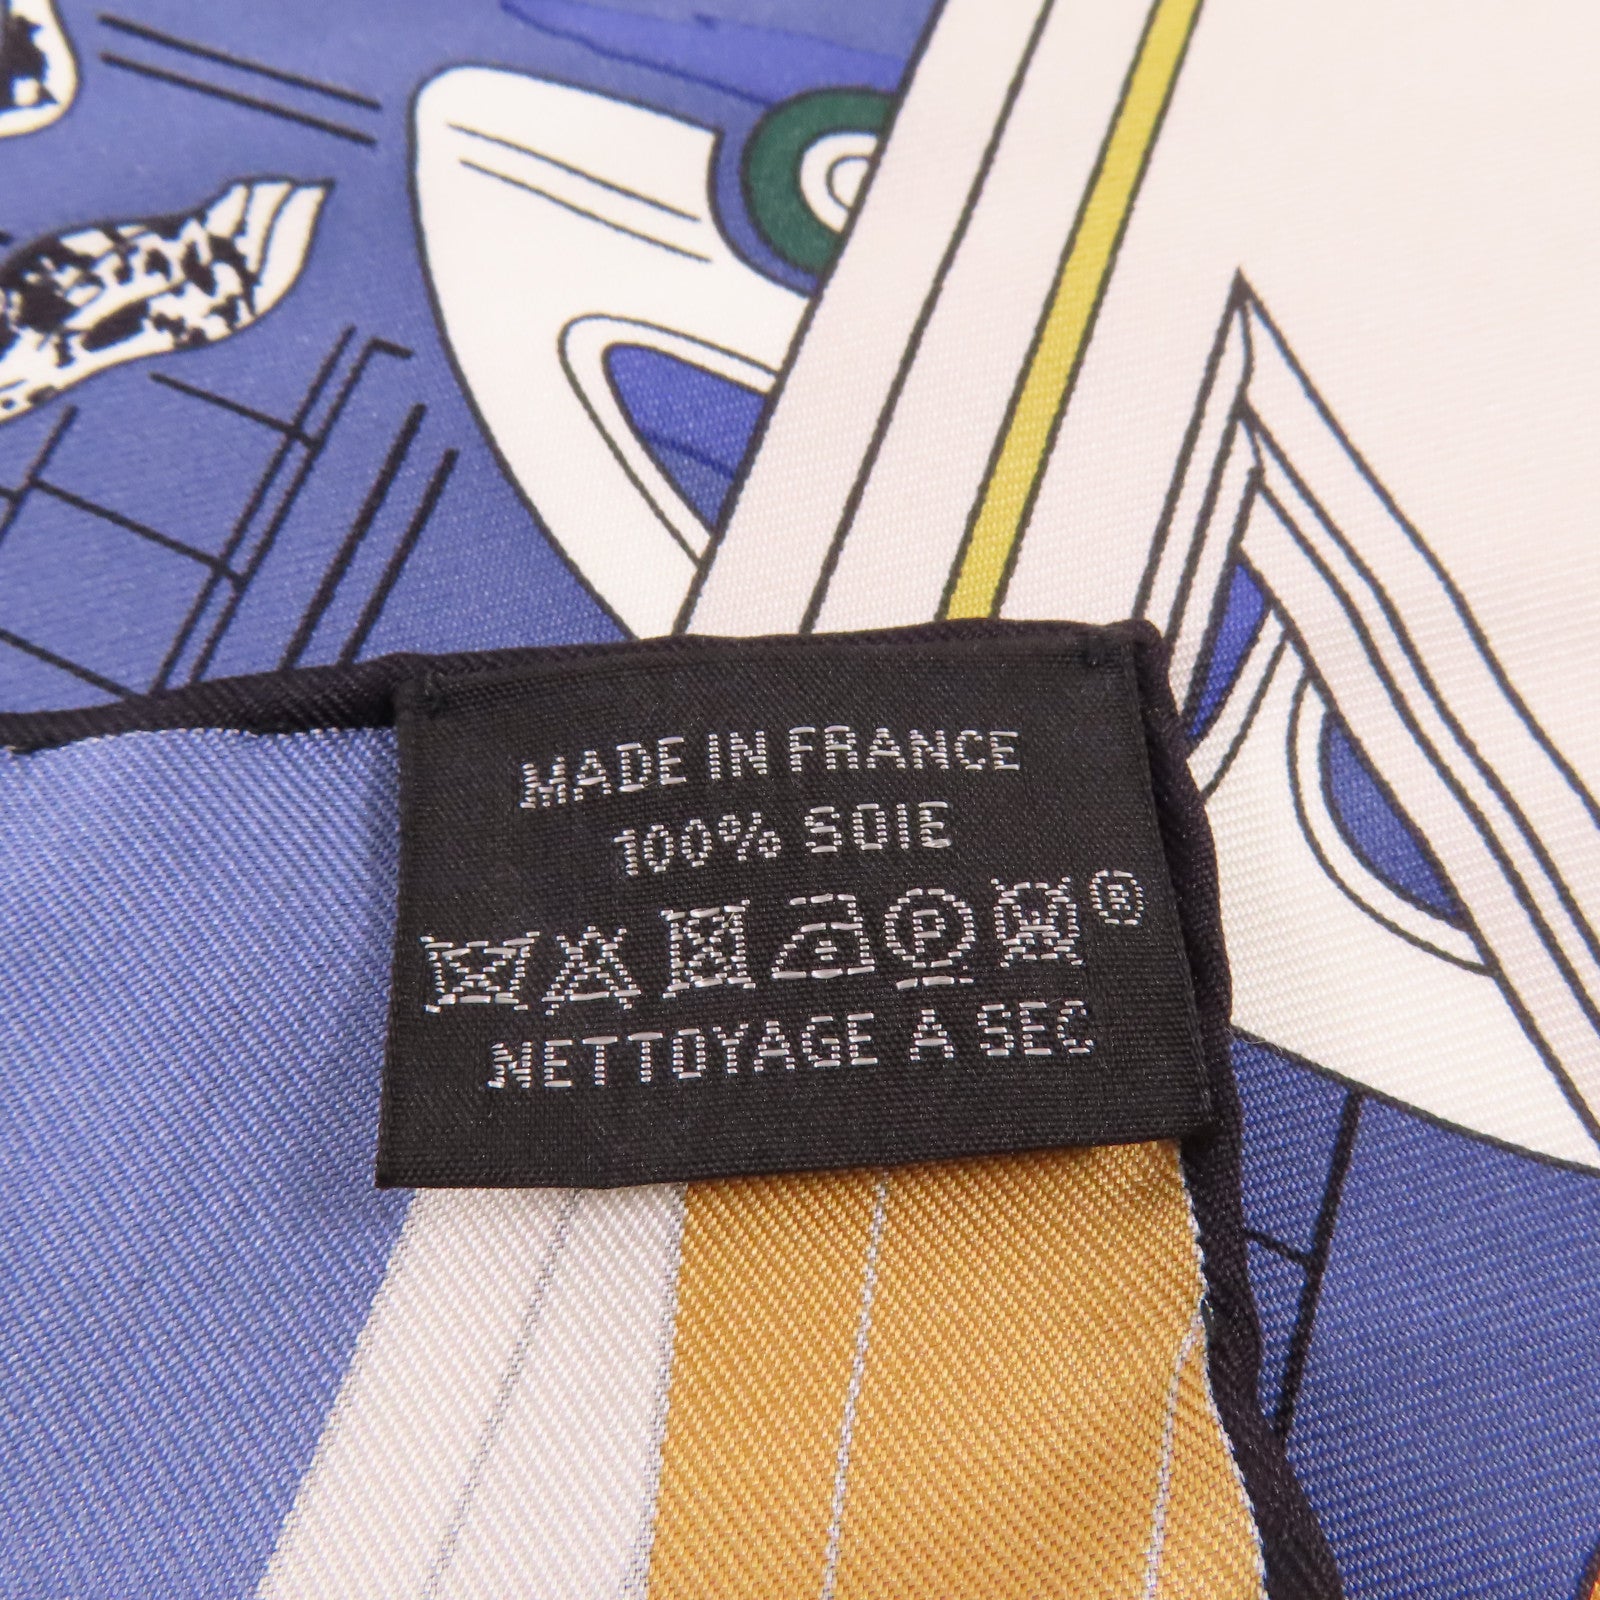 MADE IN FRANCE
100% SOIE
P W ®
NETTOYAGE A SEC